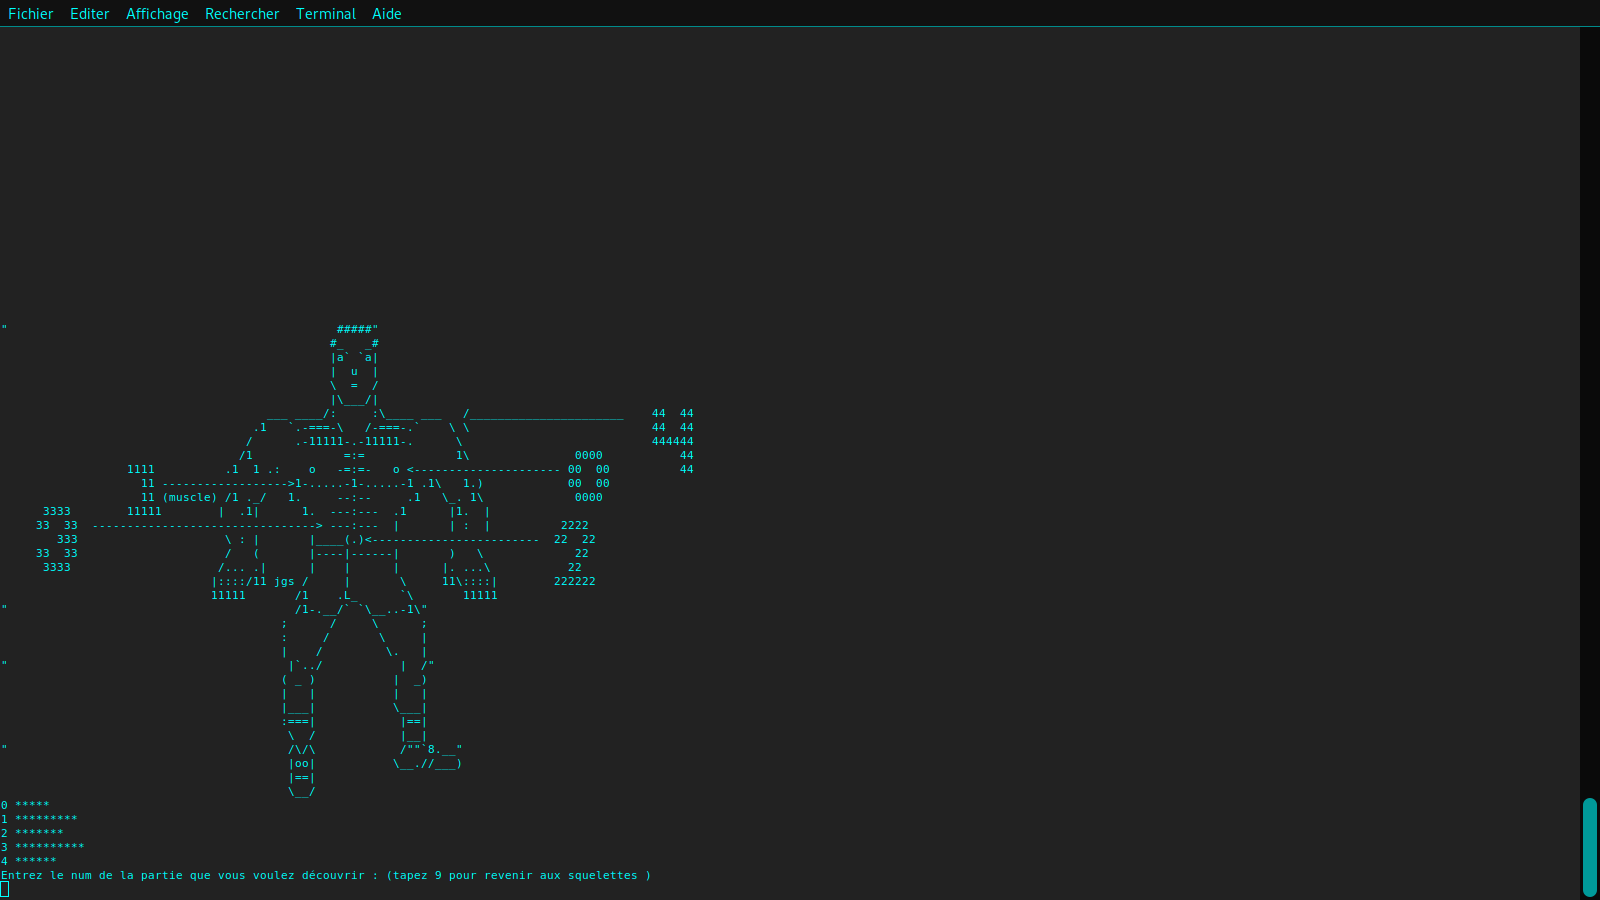 Fichier Editer Affichage Rechercher Terminal Aide
"                                               #####"
                                               #_   _#
                                               |a` `a|
                                               |  u  |
                                               \  =  /
                                               |\___/|
                                      ___ ____/:     :\____ ___   /______________________    44  44
                                    .1   `.-===-\   /-===-.`    \ \                          44  44
                                   /      .-11111-.-11111-.      \                           444444
                                  /1             =:=             1\               0000           44
                  1111          .1  1 .:    o   -=:=-   o <--------------------- 00  00          44
                    11 ------------------>1-.....-1-.....-1 .1\   1.)            00  00
                    11 (muscle) /1 ._/   1.     --:--     .1   \_. 1\             0000
      3333        11111        |  .1|      1.  ---:---  .1      |1.  |
     33  33  --------------------------------> ---:---  |       | :  |          2222
        333                     \ : |       |____(.)<------------------------  22  22
     33  33                     /   (       |----|------|       )   \             22
      3333                     /... .|      |    |      |      |. ...\           22
                              |::::/11 jgs /     |       \     11\::::|        222222
                              11111       /1    .L_      `\       11111
"                                         /1-.__/` `\__..-1\"
                                        ;      /     \      ;
                                        :     /       \     |
                                        |    /         \.   |
"                                        |`../           |  /"
                                        ( _ )           |  _)
                                        |   |           |   |
                                        |___|           \___|
                                        :===|            |==|
                                         \  /            |__|
"                                        /\/\            /""`8.__"
                                         |oo|           \__.//___)
                                         |==|
                                         \__/
0 *****
1 *********
2 *******
3 **********
4 ******
Entrez le num de la partie que vous voulez découvrir : (tapez 9 pour revenir aux squelettes )